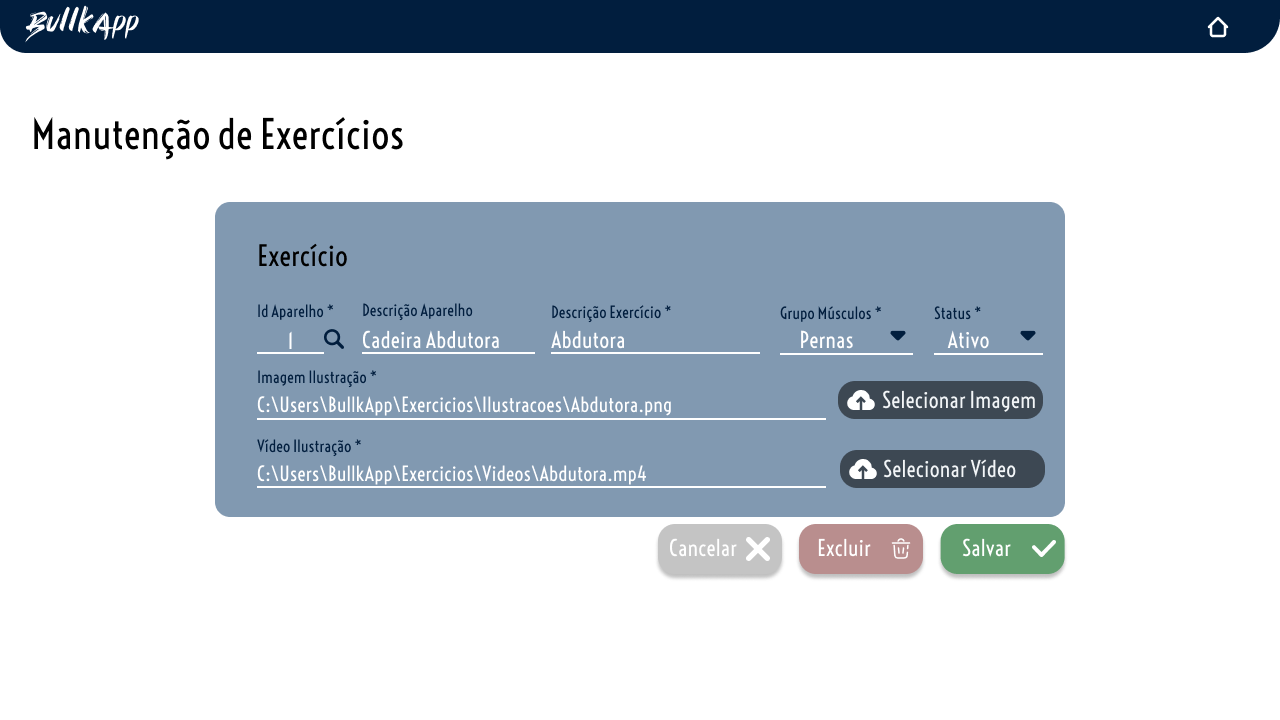 BullkApp
Manutenção de Exercícios
Exercício
Id Aparelho * Descrição Aparelho Descrição Exercício * Grupo Músculos * Status *
1 Cadeira Abdutora Abdutora Pernas Ativo
Imagem Ilustração *
C:\Users\BullkApp\Exercicios\Ilustracoes\Abdutora.png Selecionar Imagem
Vídeo Ilustração *
C:\Users\BullkApp\Exercicios\Videos\Abdutora.mp4 Selecionar Vídeo
Cancelar Excluir Salvar